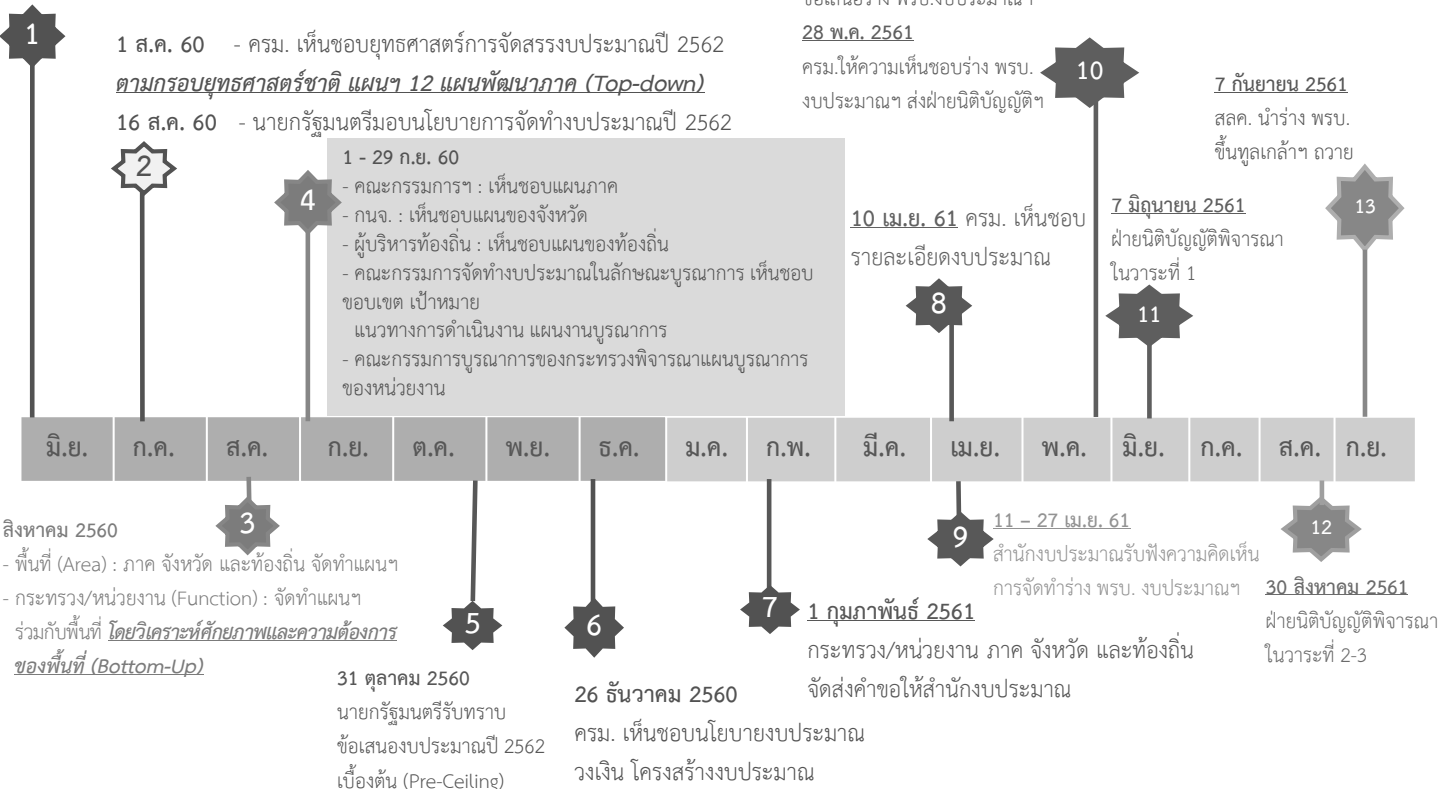 ขอเสนอร่าง พรบ.งบประมาณฯ
28 พ.ค. 2561
ครม.ให้ความเห็นชอบร่าง พรบ.
งบประมาณฯ ส่งฝ่ายนิติบัญญัติฯ
10
1
1 ส.ค. 60 - ครม. เห็นชอบยุทธศาสตร์การจัดสรรงบประมาณปี 2562
ตามกรอบยุทธศาสตร์ชาติ แผนฯ 12 แผนพัฒนาภาค (Top-down)
16 ส.ค. 60 - นายกรัฐมนตรีมอบนโยบายการจัดทำงบประมาณปี 2562
2
4
1 - 29 ก.ย. 60
- คณะกรรมการฯ : เห็นชอบแผนภาค
- กนจ. : เห็นชอบแผนของจังหวัด
- ผู้บริหารท้องถิ่น : เห็นชอบแผนของท้องถิ่น
- คณะกรรมการจัดทำงบประมาณในลักษณะบูรณาการ เห็นชอบ
ขอบเขต เป้าหมาย
แนวทางการดำเนินงาน แผนงานบูรณาการ
- คณะกรรมการบูรณาการของกระทรวงพิจารณาแผนบูรณาการ
ของหน่วยงาน
10 เม.ย. 61 ครม. เห็นชอบ
รายละเอียดงบประมาณ
8
7 มิถุนายน 2561
ฝ่ายนิติบัญญัติพิจารณา
ในวาระที่ 1
11
7 กันยายน 2561
สลค. นำร่าง พรบ.
ขึ้นทูลเกล้าฯ ถวาย
13
มิ.ย. ก.ค. ส.ค. ก.ย. ต.ค. พ.ย. ธ.ค. ม.ค. ก.พ. มี.ค. เม.ย. พ.ค. มิ.ย. ก.ค. ส.ค. ก.ย.
3
สิงหาคม 2560
- พื้นที่ (Area) : ภาค จังหวัด และท้องถิ่น จัดทำแผนฯ
- กระทรวง/หน่วยงาน (Function) : จัดทำแผนฯ
ร่วมกับพื้นที่ โดยวิเคราะห์ศักยภาพและความต้องการ
ของพื้นที่ (Bottom-Up)
5
31 ตุลาคม 2560
นายกรัฐมนตรีรับทราบ
ข้อเสนองบประมาณปี 2562
เบื้องต้น (Pre-Ceiling)
6
26 ธันวาคม 2560
ครม. เห็นชอบนโยบายงบประมาณ
วงเงิน โครงสร้างงบประมาณ
7
1 กุมภาพันธ์ 2561
กระทรวง/หน่วยงาน ภาค จังหวัด และท้องถิ่น
จัดส่งคำขอให้สำนักงบประมาณ
9
11 – 27 เม.ย. 61
สำนักงบประมาณรับฟังความคิดเห็น
การจัดทำร่าง พรบ. งบประมาณฯ
12
30 สิงหาคม 2561
ฝ่ายนิติบัญญัติพิจารณา
ในวาระที่ 2-3